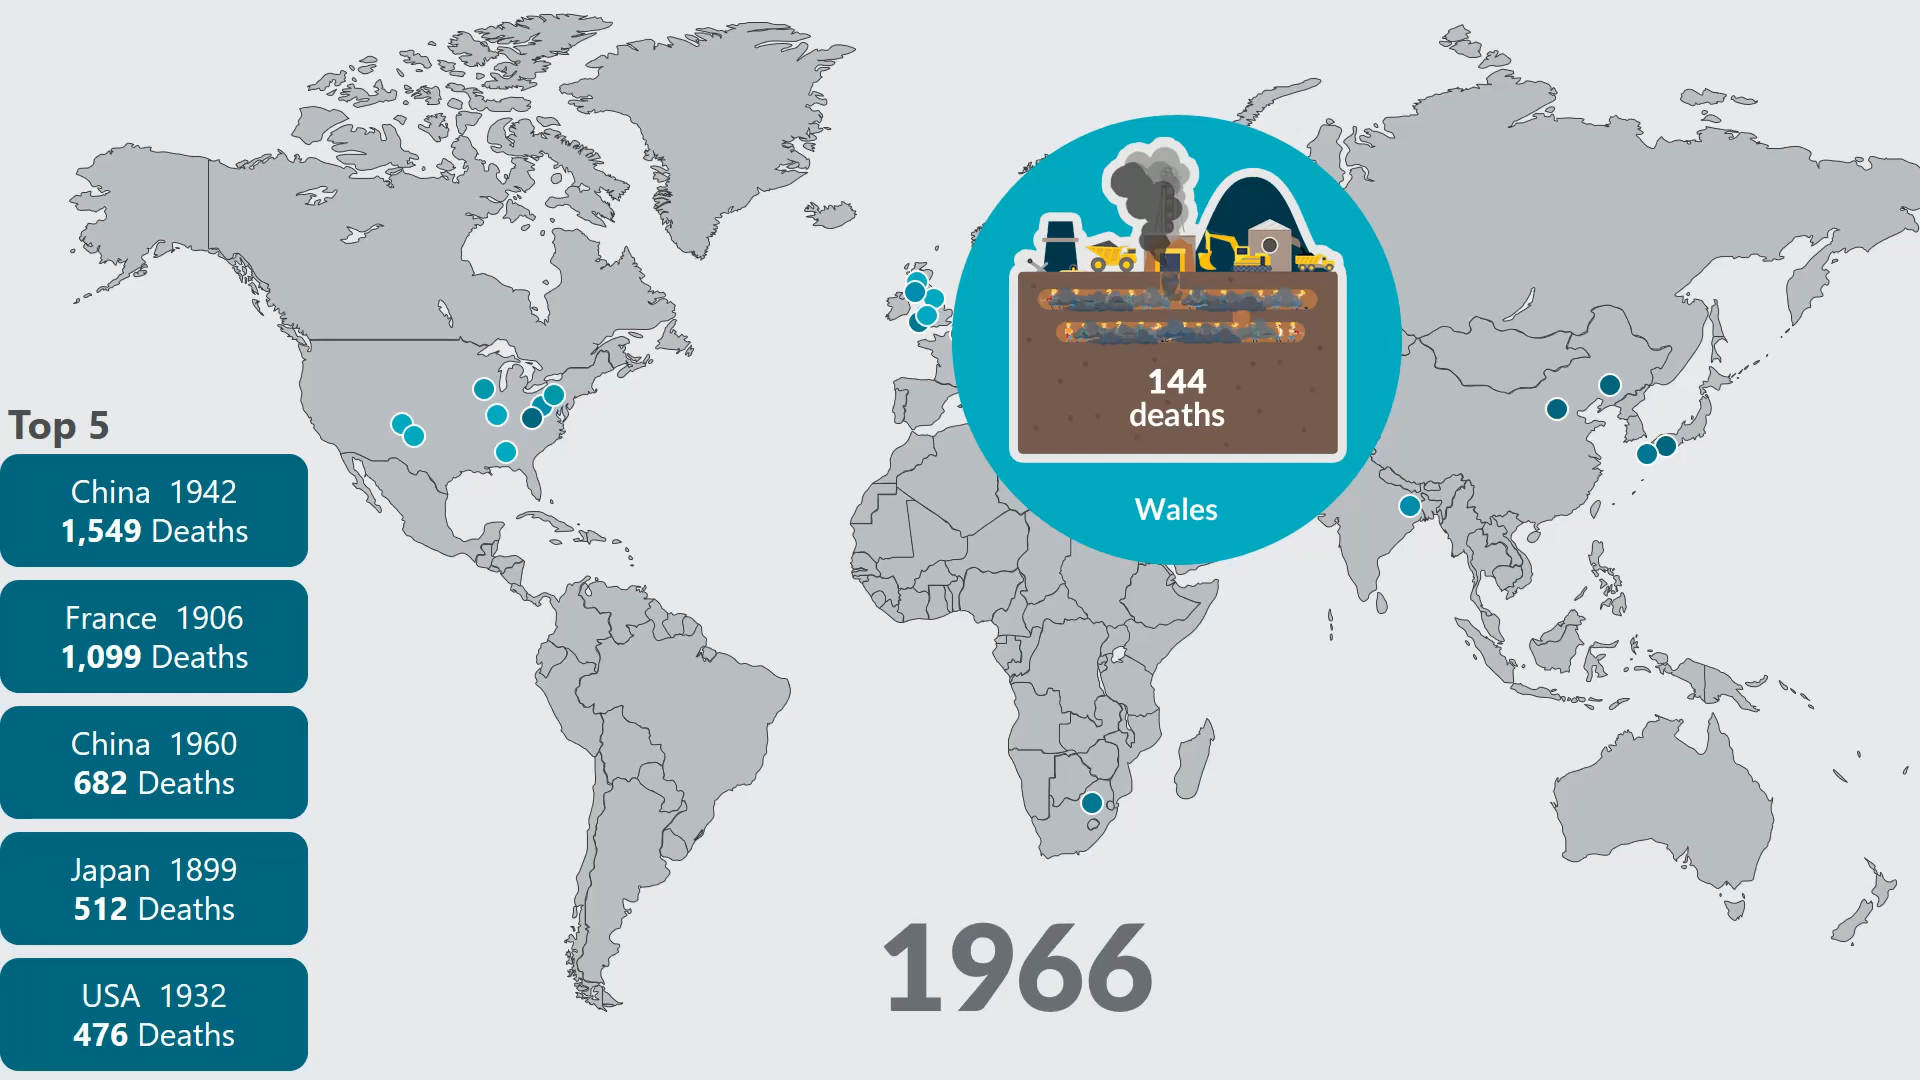 144
deaths
Wales
Top 5
China 1942
1,549 Deaths
France 1906
1,099 Deaths
China 1960
682 Deaths
Japan 1899
512 Deaths
USA 1932
476 Deaths
1966